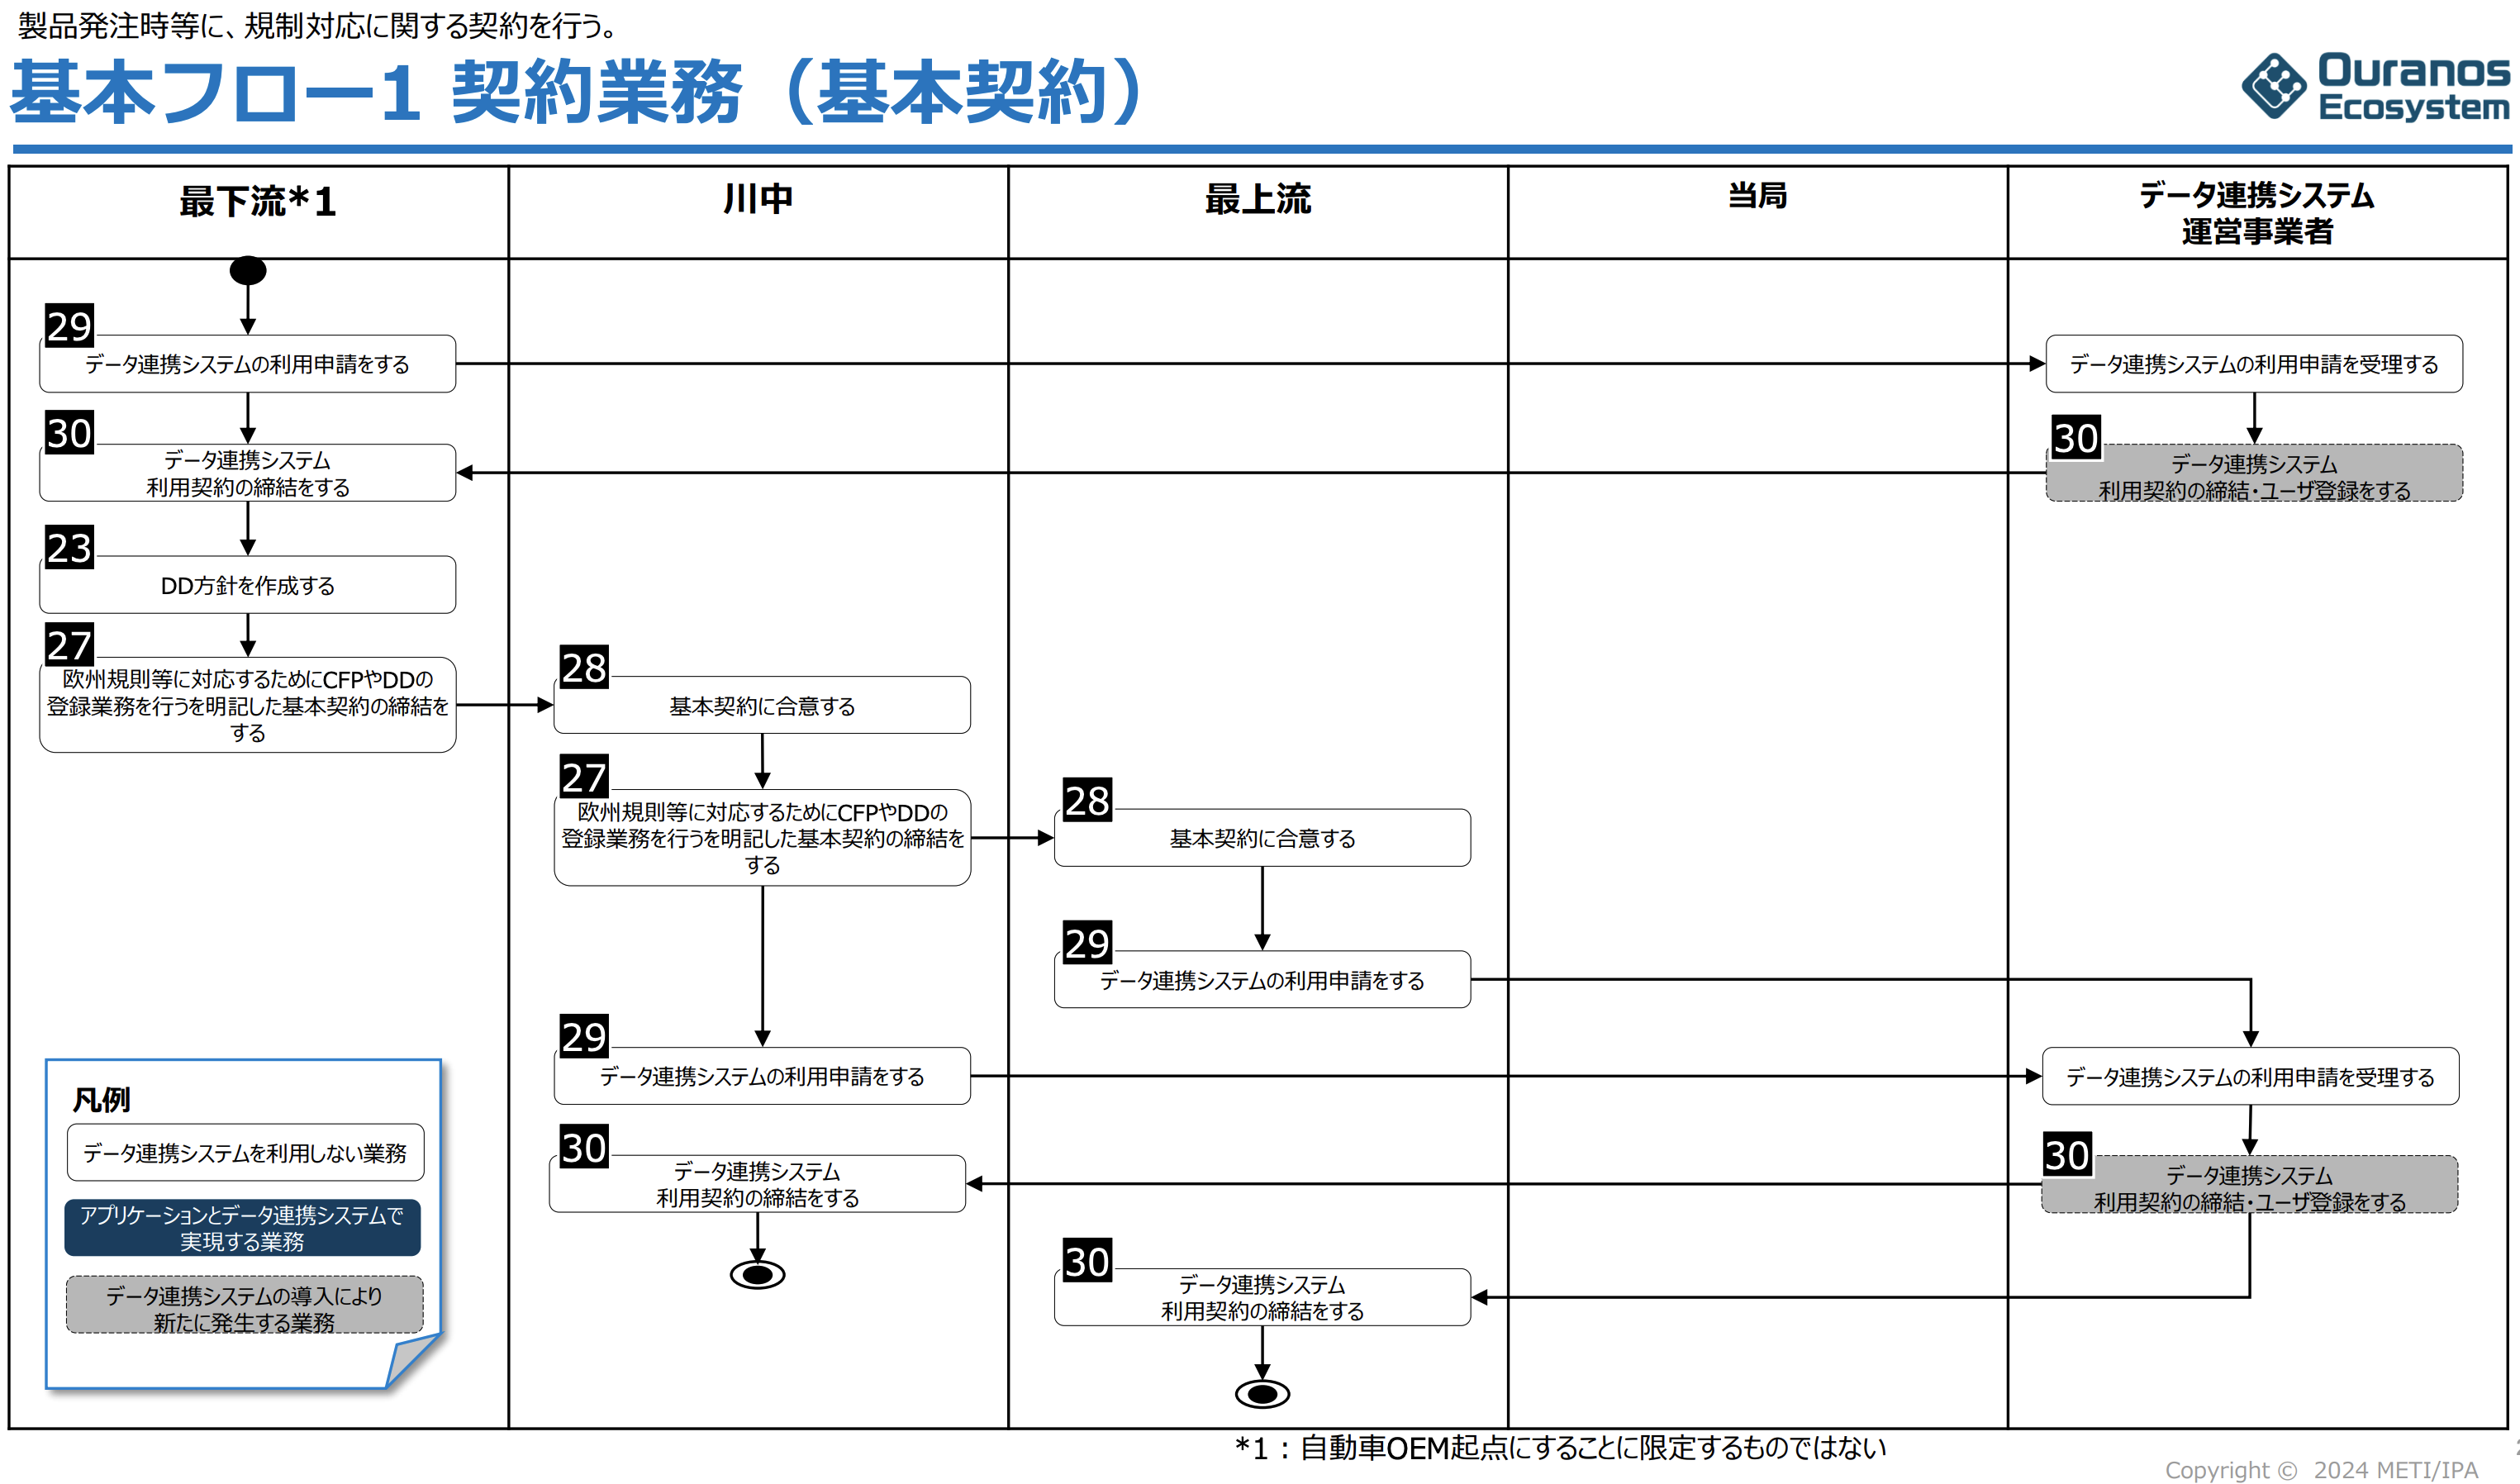 製品発注時等に、規制対応に関する契約を行う。
基本フロー1 契約業務（基本契約）
Ouranos
Ecosystem
最下流*1
川中
最上流
当局
データ連携システム
運営事業者
29
データ連携システムの利用申請をする
データ連携システムの利用申請を受理する
30
データ連携システム
利用契約の締結をする
30
データ連携システム
利用契約の締結・ユーザ登録をする
23
DD方針を作成する
27
欧州規則等に対応するためにCFPやDDの
登録業務を行うを明記した基本契約の締結を
する
28
基本契約に合意する
27
欧州規則等に対応するためにCFPやDDの
登録業務を行うを明記した基本契約の締結を
する
28
基本契約に合意する
29
データ連携システムの利用申請をする
29
データ連携システムの利用申請をする
データ連携システムの利用申請を受理する
30
データ連携システム
利用契約の締結をする
30
データ連携システム
利用契約の締結・ユーザ登録をする
30
データ連携システム
利用契約の締結をする
凡例
データ連携システムを利用しない業務
アプリケーションとデータ連携システムで
実現する業務
データ連携システムの導入により
新たに発生する業務
*1：自動車OEM起点にすることに限定するものではない
Copyright © 2024 METI/IPA